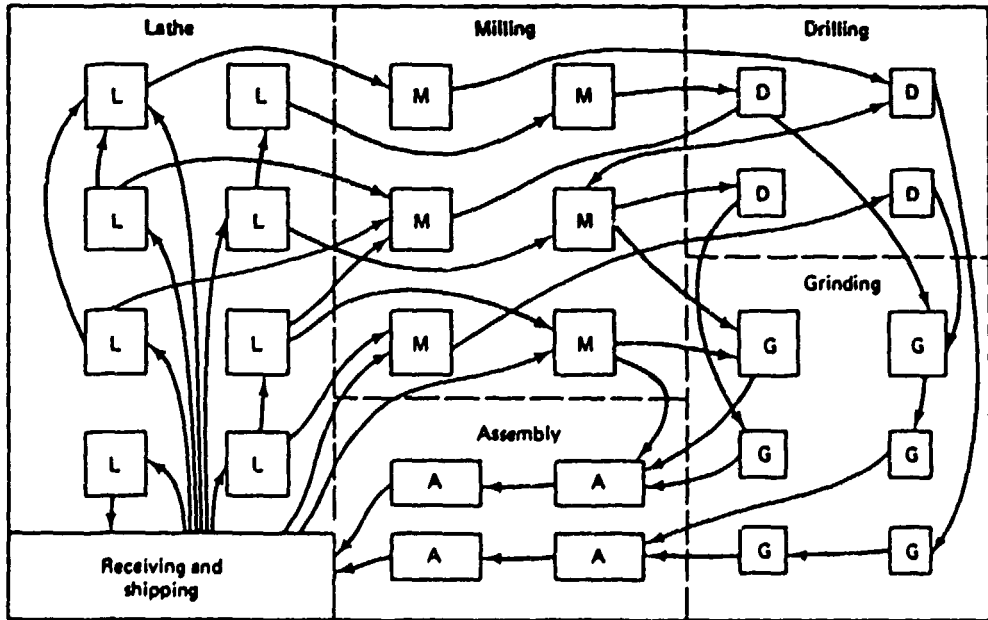 Lathe
Milling
Drilling
L
L
M
M
D
D
L
L
M
M
D
D
Grinding
L
L
M
M
G
G
L
L
Assembly
A
A
G
G
Receiving and
shipping
A
A
G
G